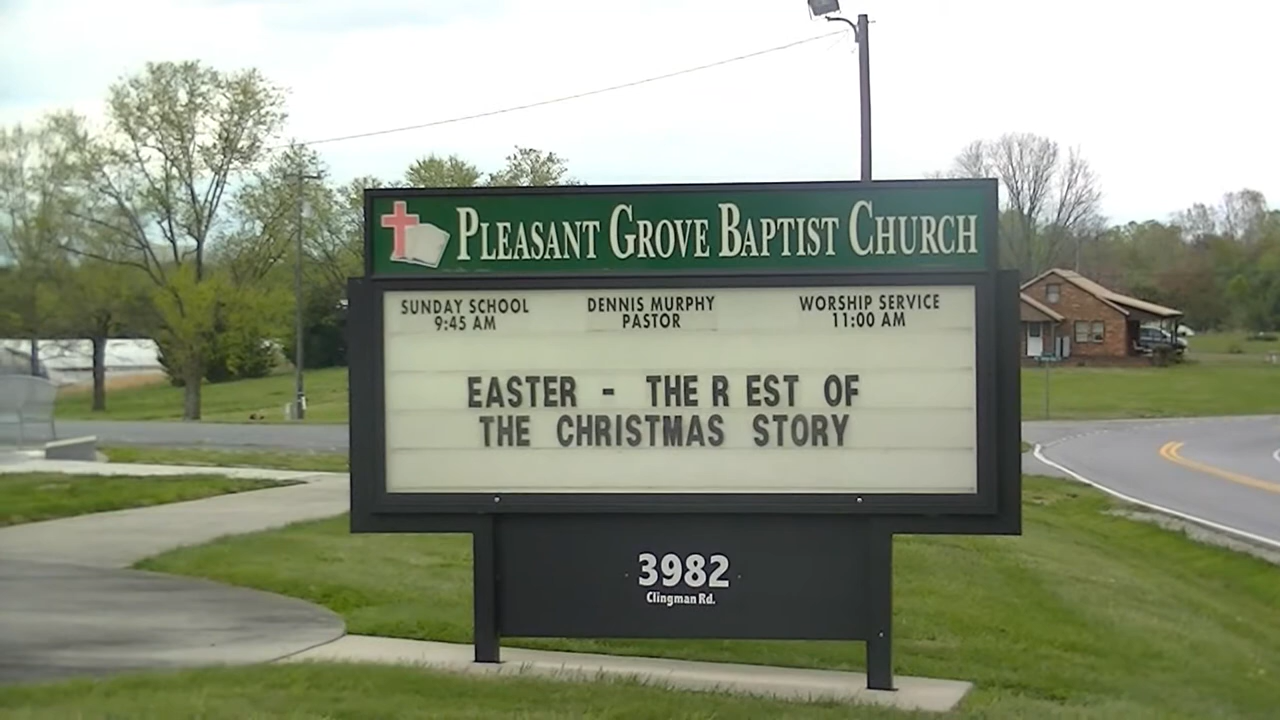 PLEASANT GROVE BAPTIST CHURCH
SUNDAY SCHOOL
9:45 AM
DENNIS MURPHY
PASTOR
WORSHIP SERVICE
11:00 AM
EASTER - THE R EST OF
THE CHRISTMAS STORY
3982
Clingman Rd.